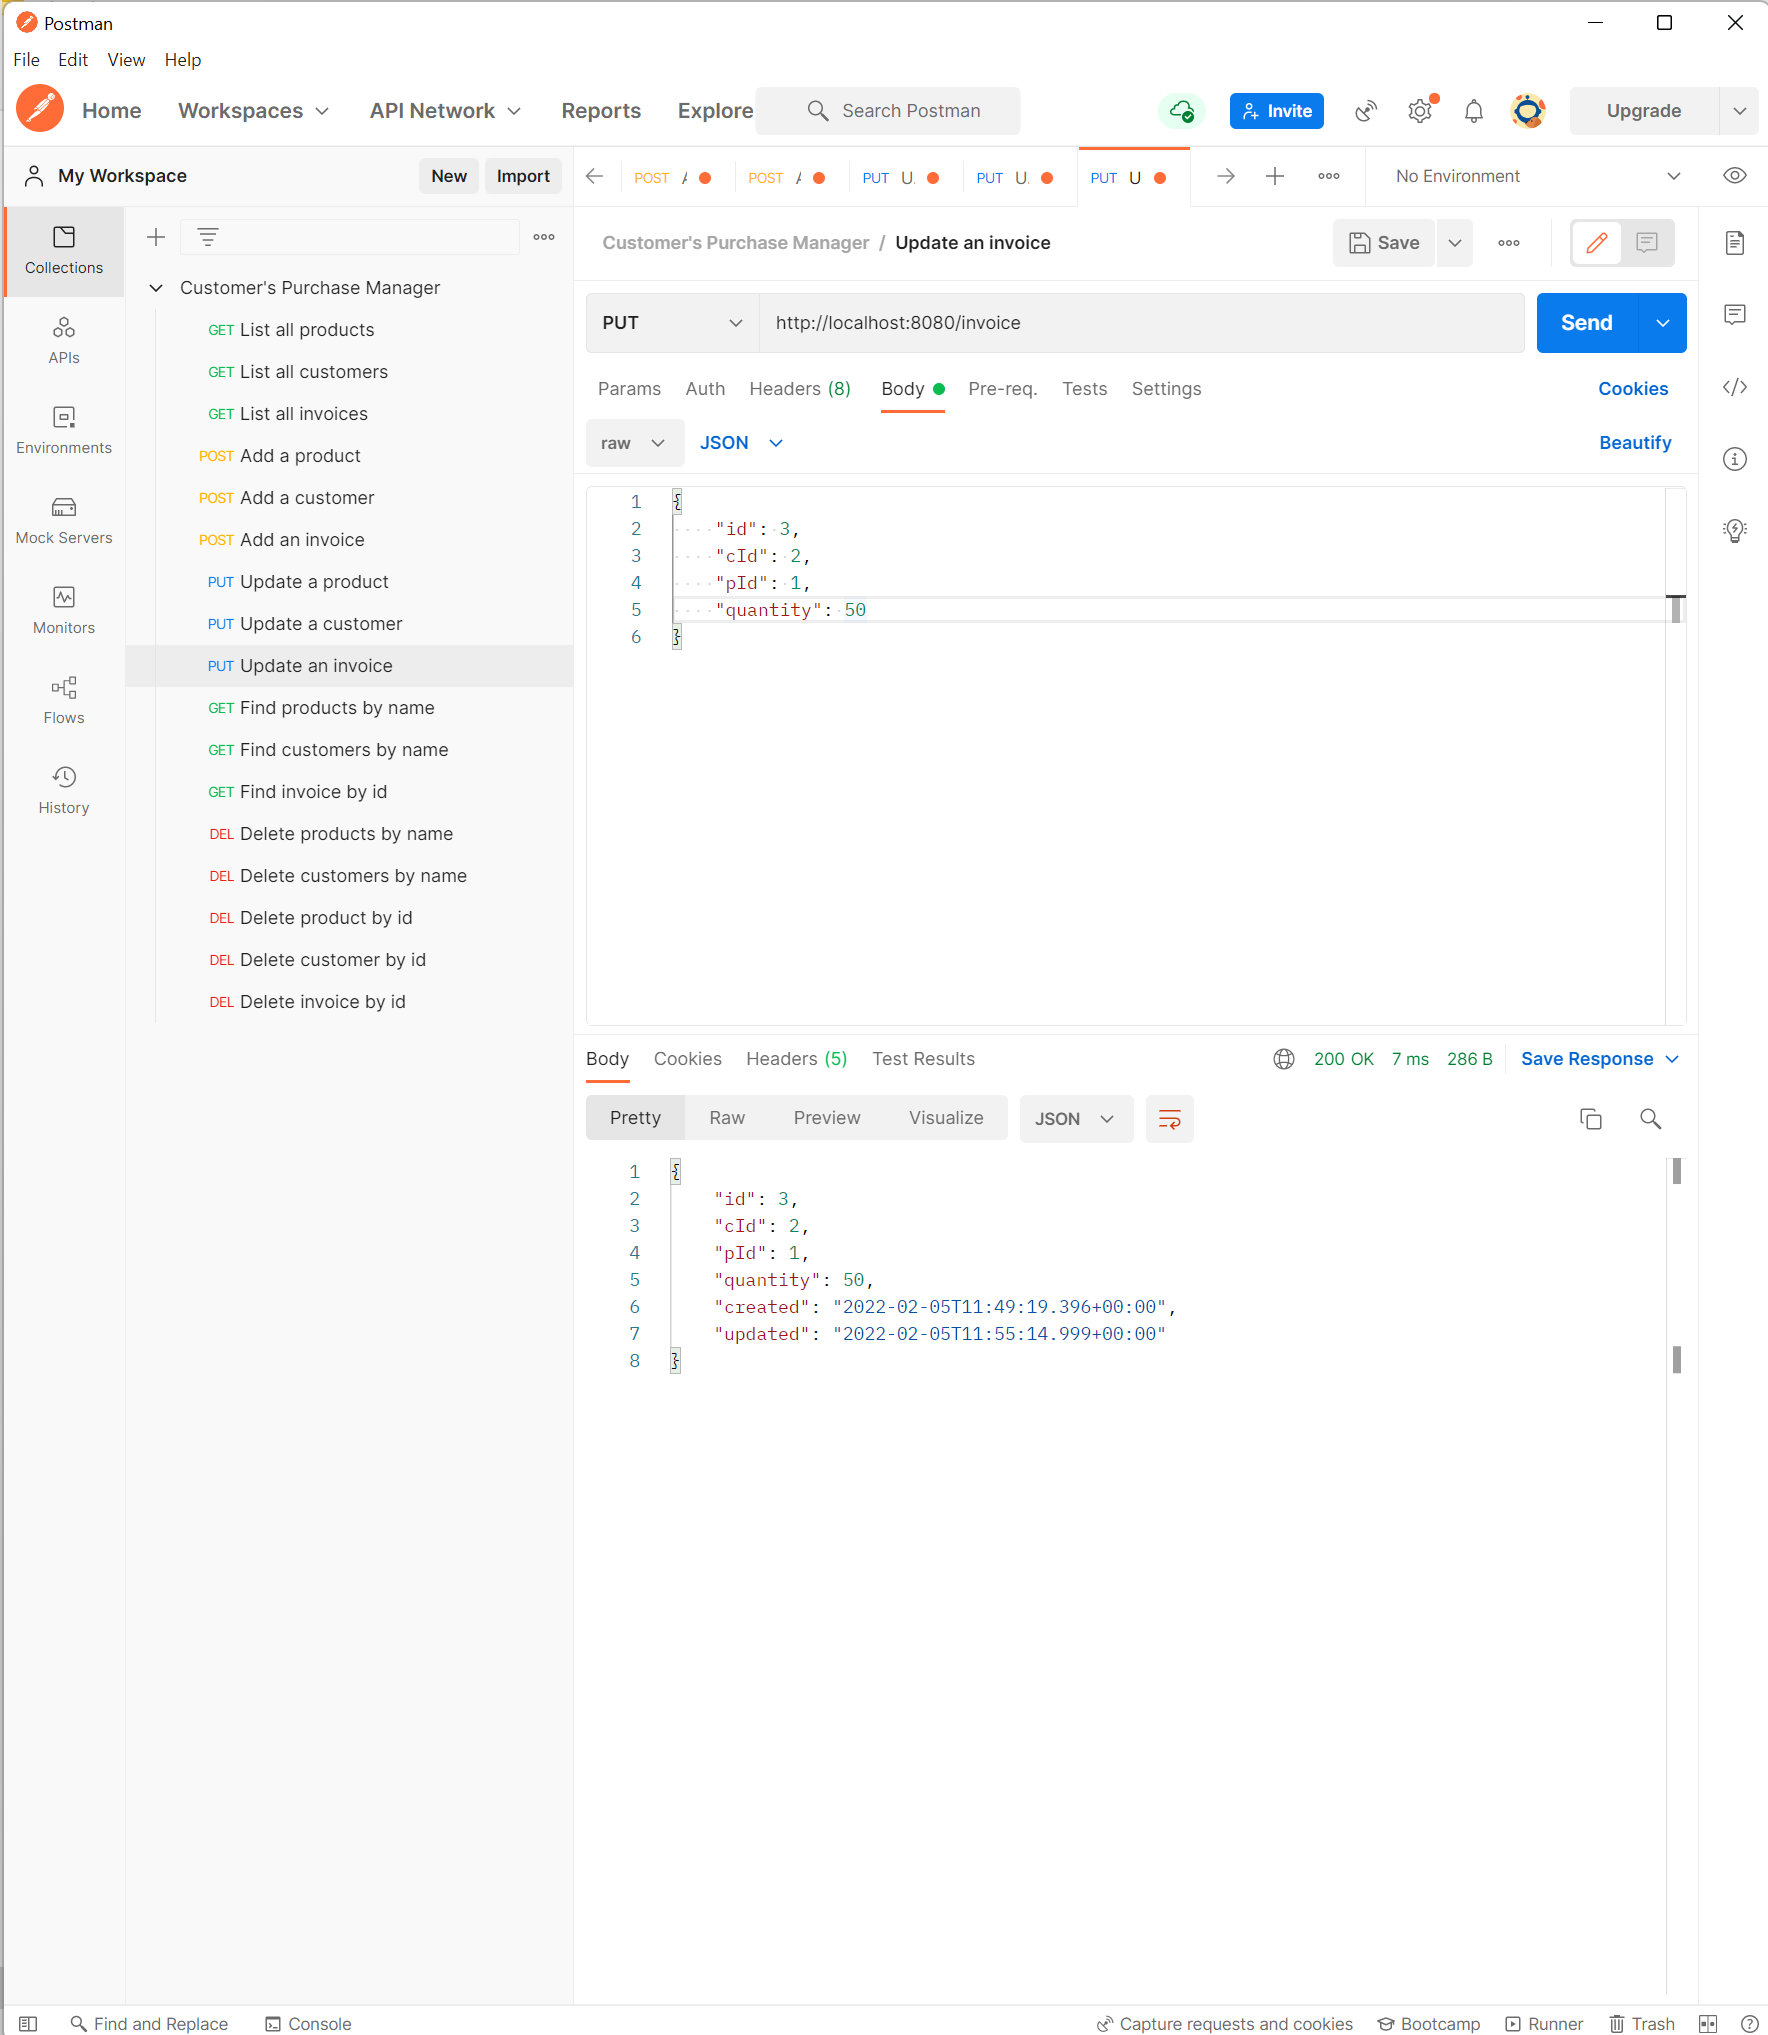 Postman
File Edit View Help
Home Workspaces API Network Reports Explore Search Postman Invite Upgrade
My Workspace New Import POST POST PUT U. PUT U. PUT U No Environment
Collections
APIs
Environments
Mock Servers
Monitors
Flows
History
Customer's Purchase Manager
GET List all products
GET List all customers
GET List all invoices
POST Add a product
POST Add a customer
POST Add an invoice
PUT Update a product
PUT Update a customer
PUT Update an invoice
GET Find products by name
GET Find customers by name
GET Find invoice by id
DEL Delete products by name
DEL Delete customers by name
DEL Delete product by id
DEL Delete customer by id
DEL Delete invoice by id
Customer's Purchase Manager / Update an invoice Save
PUT http://localhost:8080/invoice Send
Params Auth Headers (8) Body Pre-req. Tests Settings Cookies
raw JSON Beautify
1 {
2 "id": 3,
3 "cId": 2,
4 "pId": 1,
5 "quantity": 50
6 }
Body Cookies Headers (5) Test Results 200 OK 7 ms 286 B Save Response
Pretty Raw Preview Visualize JSON
1 {
2 "id": 3,
3 "cId": 2,
4 "pId": 1,
5 "quantity": 50,
6 "created": "2022-02-05T11:49:19.396+00:00",
7 "updated": "2022-02-05T11:55:14.999+00:00"
8 }
Find and Replace Console Capture requests and cookies Bootcamp Runner Trash